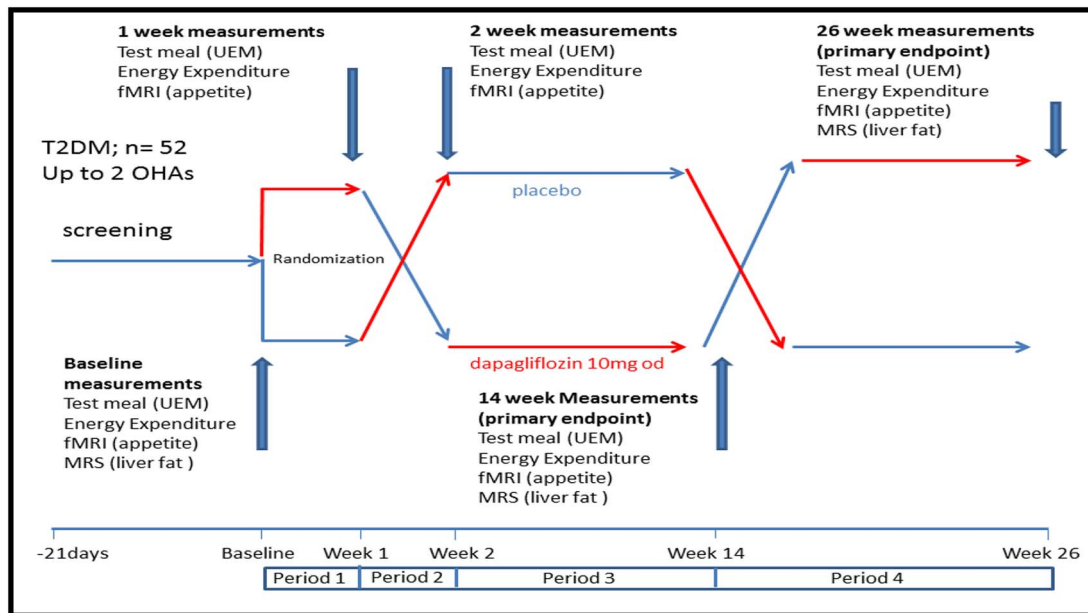 1 week measurements
Test meal (UEM)
Energy Expenditure
fMRI (appetite)
2 week measurements
Test meal (UEM)
Energy Expenditure
fMRI (appetite)
26 week measurements
(primary endpoint)
Test meal (UEM)
Energy Expenditure
fMRI (appetite)
MRS (liver fat)
T2DM; n= 52
Up to 2 OHAs
screening
Randomization
placebo
dapagliflozin 10mg od
Baseline
measurements
Test meal (UEM)
Energy Expenditure
fMRI (appetite)
MRS (liver fat )
14 week Measurements
(primary endpoint)
Test meal (UEM)
Energy Expenditure
fMRI (appetite)
MRS (liver fat )
-21days
Baseline
Week 1
Week 2
Week 14
Week 26
Period 1
Period 2
Period 3
Period 4